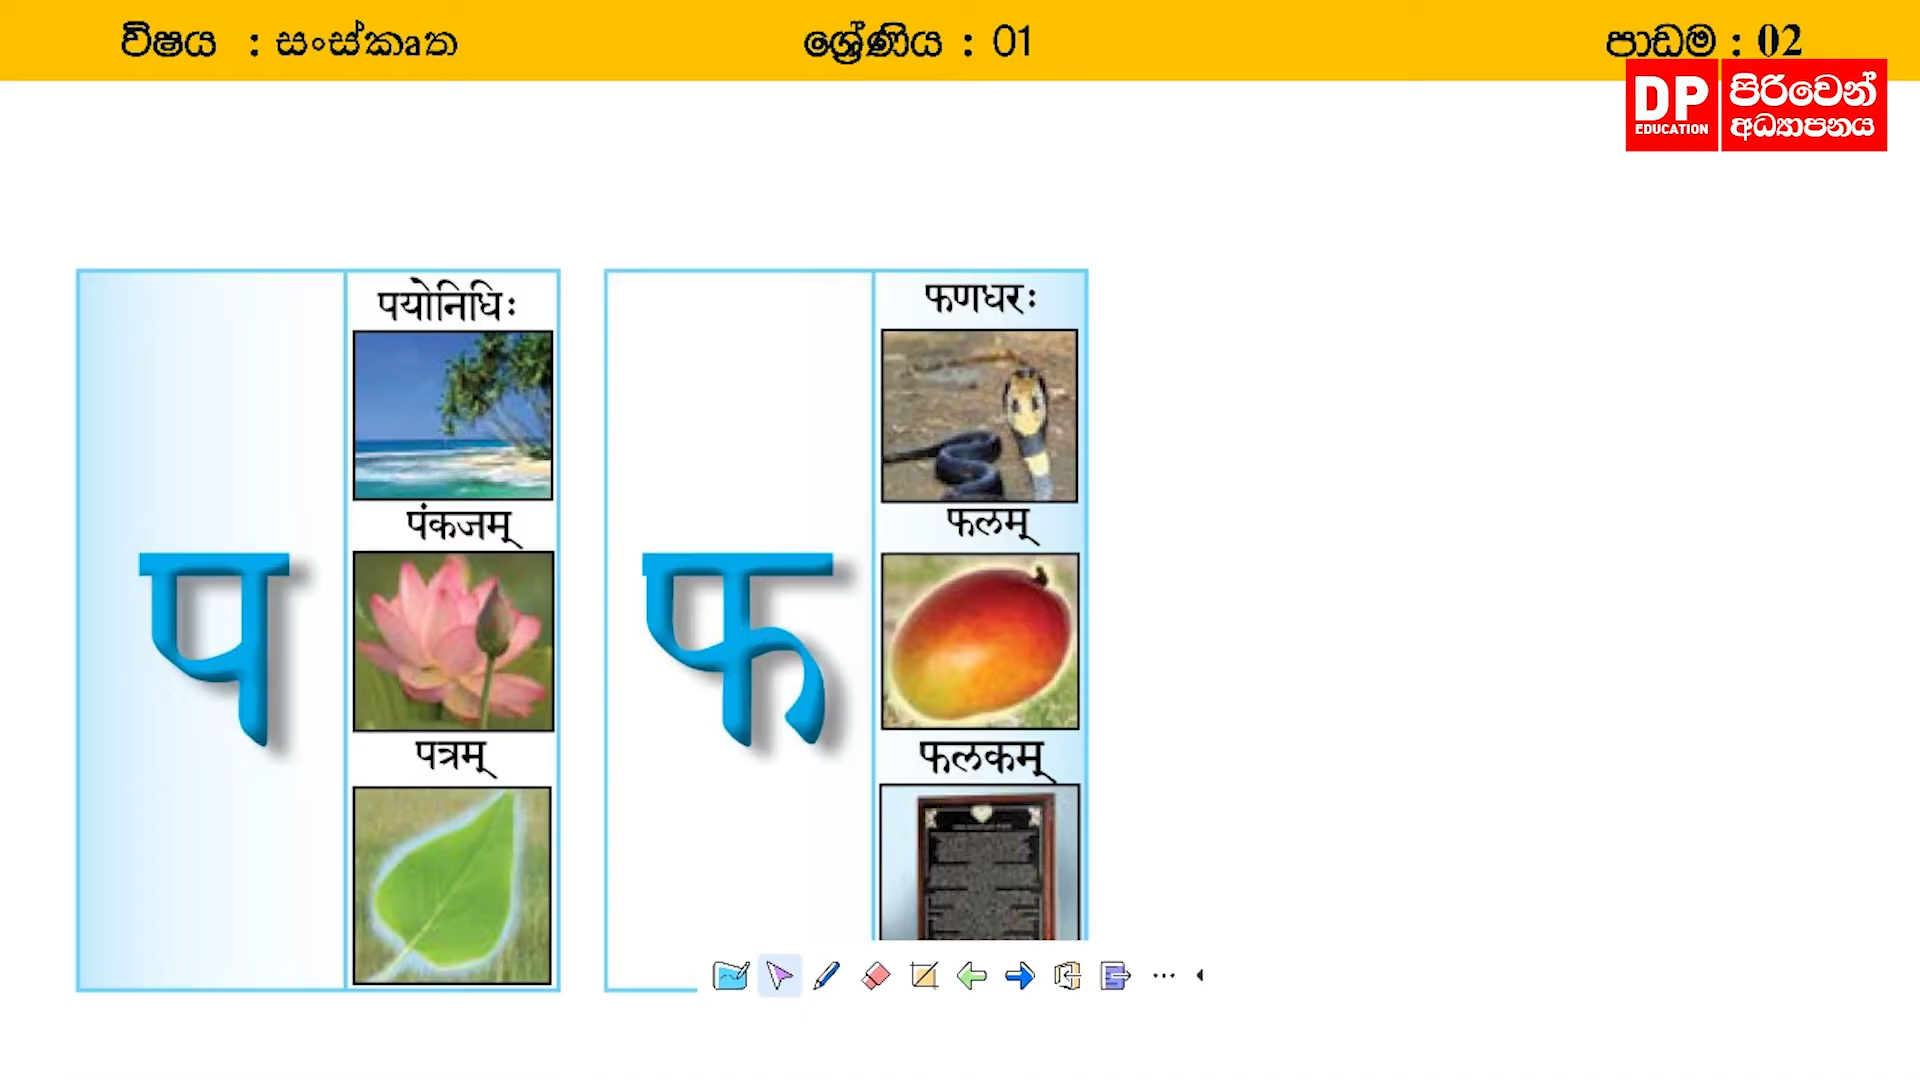 විෂය : සංස්කෘත
ශ්‍රේණිය : 01
පාඩම : 02
DP
EDUCATION
පිරිවෙන්
අධ්‍යාපනය
प
पयोनिधिः
पंकजम्
पत्रम्
फ
फणधरः
फलम्
फलकम्